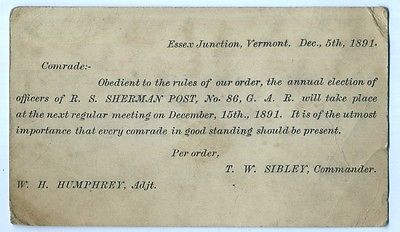 Essex Junction, Vermont. Dec., 5th, 1891.
Comrade:-
Obedient to the rules of our order, the annual election of
officers of R. S. SHERMAN POST, No. 86, G. A. R. will take place
at the next regular meeting on December, 15th., 1891. It is of the utmost
importance that every comrade in good standing should be present.
Per order,
T. W. SIBLEY, Commander.
W. H. HUMPHREY, Adjt.